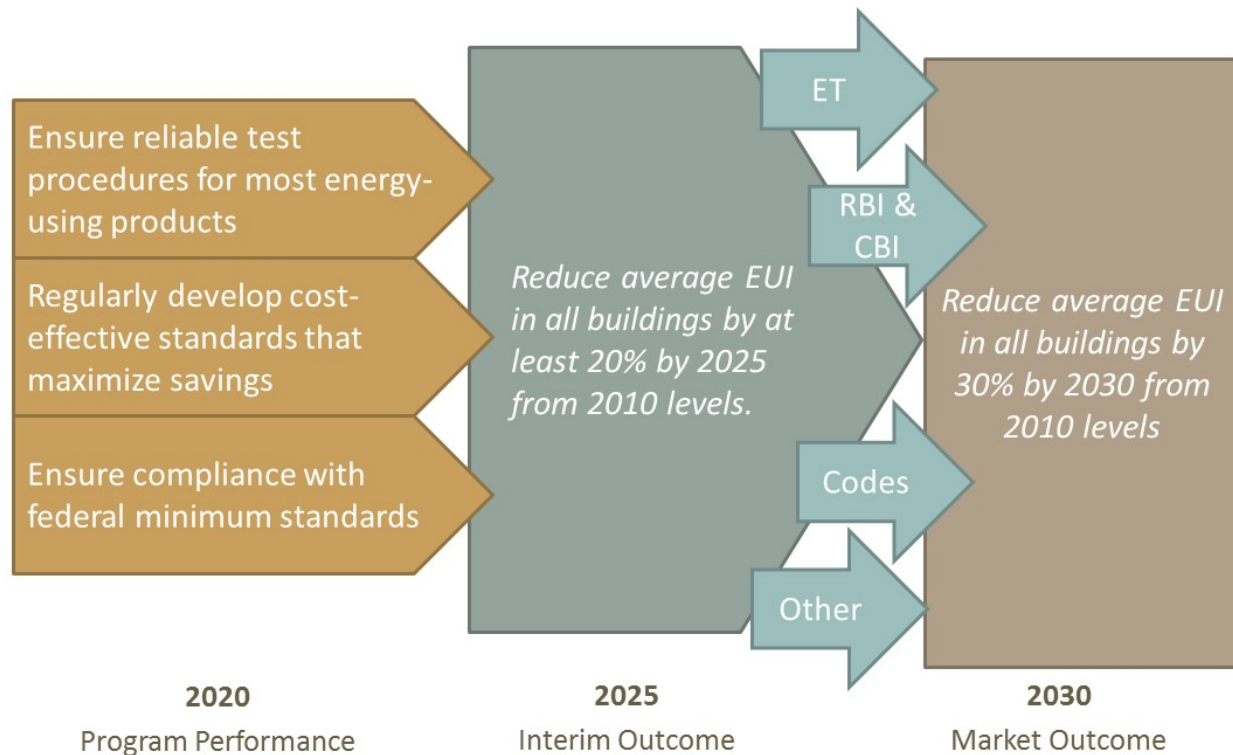 Ensure reliable test
procedures for most energy-
using products
Regularly develop cost-
effective standards that
maximize savings
Ensure compliance with
federal minimum standards
Reduce average EUI
in all buildings by at
least 20% by 2025
from 2010 levels.
ET
RBI &
CBI
Codes
Other
Reduce average EUI
in all buildings by
30% by 2030 from
2010 levels
2020
Program Performance
2025
Interim Outcome
2030
Market Outcome